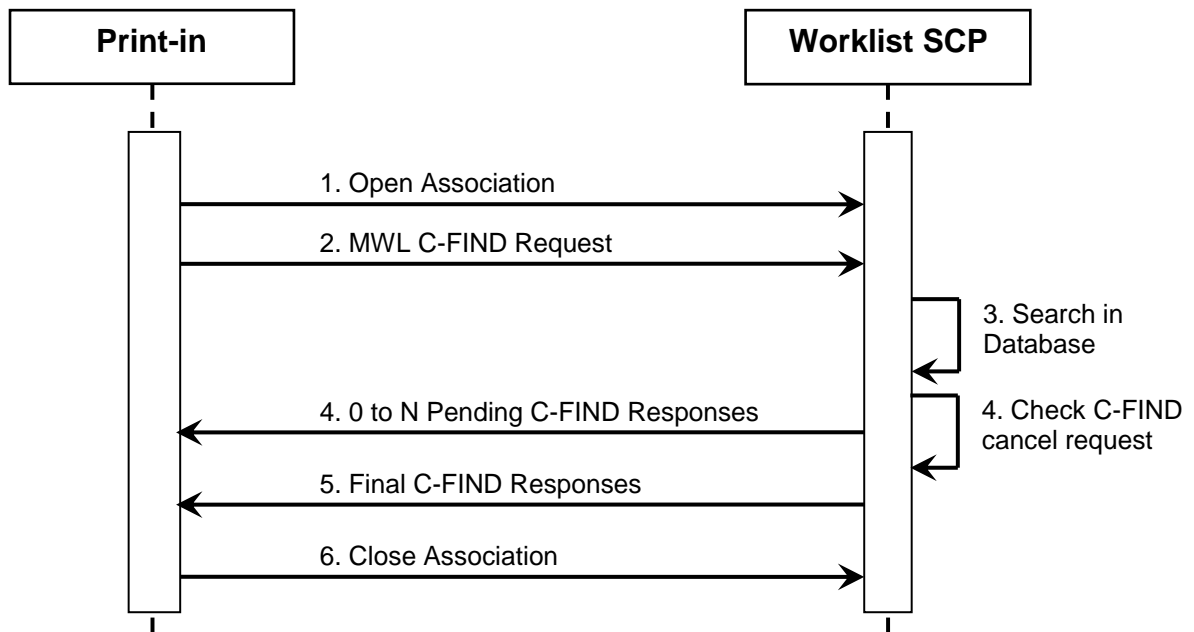 Print-in
Worklist SCP
1. Open Association
2. MWL C-FIND Request
3. Search in
Database
4. 0 to N Pending C-FIND Responses
4. Check C-FIND
cancel request
5. Final C-FIND Responses
6. Close Association